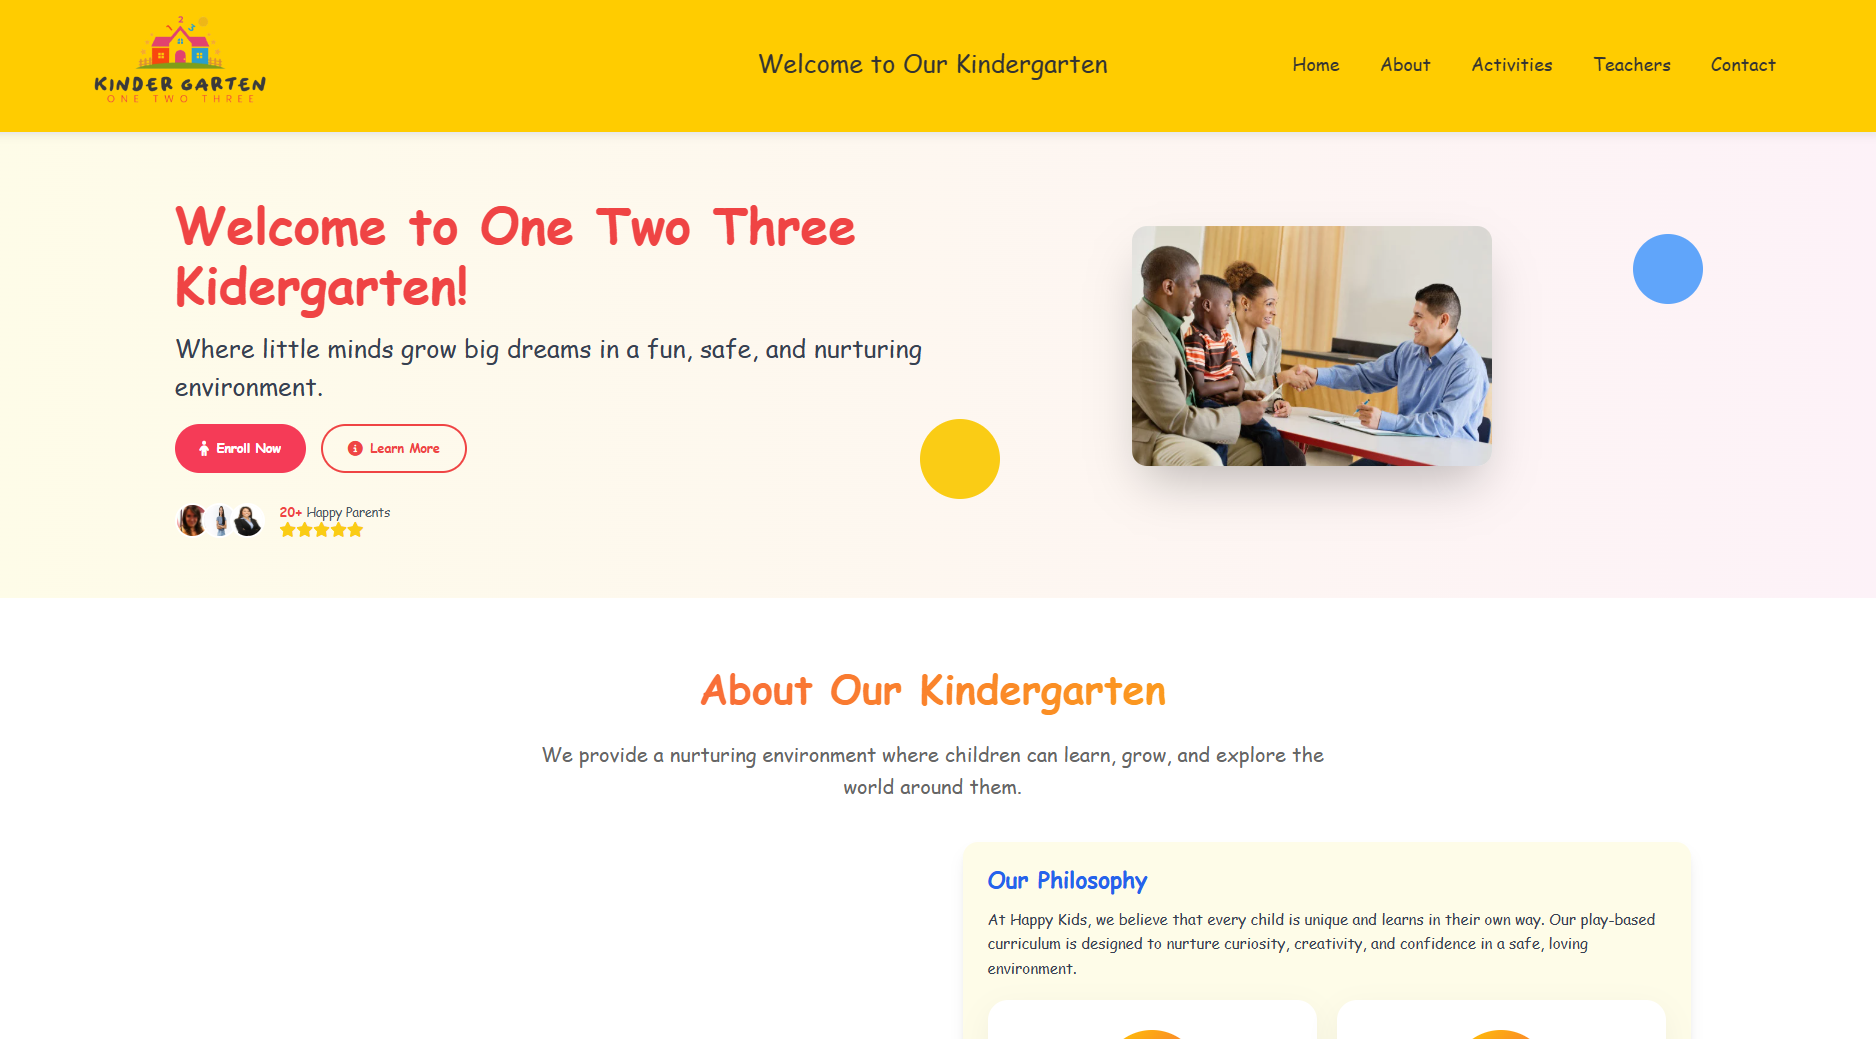 2
3
KINDER GARTEN
ONE TWO THREE
Welcome to Our Kindergarten
Home
About
Activities
Teachers
Contact
Welcome to One Two Three
Kidergarten!
Where little minds grow big dreams in a fun, safe, and nurturing
environment.
Enroll Now
Learn More
20+ Happy Parents
About Our Kindergarten
We provide a nurturing environment where children can learn, grow, and explore the
world around them.
Our Philosophy
At Happy Kids, we believe that every child is unique and learns in their own way. Our play-based
curriculum is designed to nurture curiosity, creativity, and confidence in a safe, loving
environment.